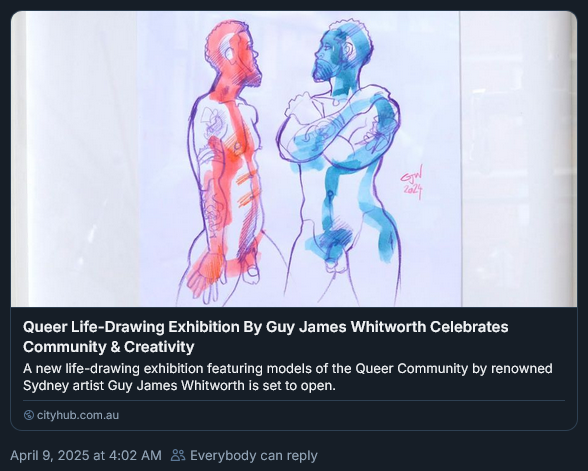 GJW
2024
Queer Life-Drawing Exhibition By Guy James Whitworth Celebrates
Community & Creativity
A new life-drawing exhibition featuring models of the Queer Community by renowned
Sydney artist Guy James Whitworth is set to open.
cityhub.com.au
April 9, 2025 at 4:02 AM Everybody can reply